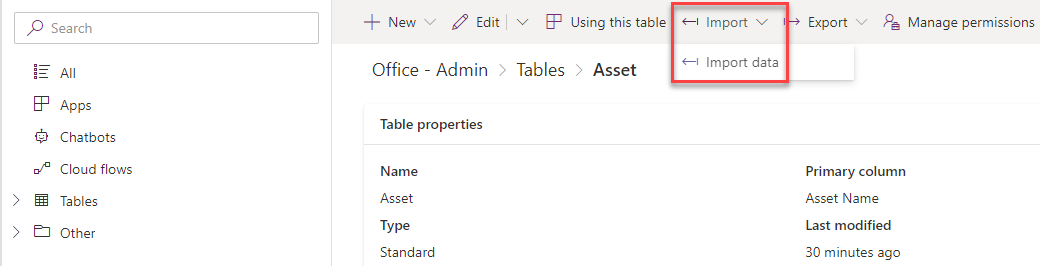 Search
All
Apps
Chatbots
Cloud flows
Tables
Other
New Edit Using this table Import Export Manage permissions
Import data
Office - Admin > Tables > Asset
Table properties
Name Primary column
Asset Asset Name
Type Last modified
Standard 30 minutes ago